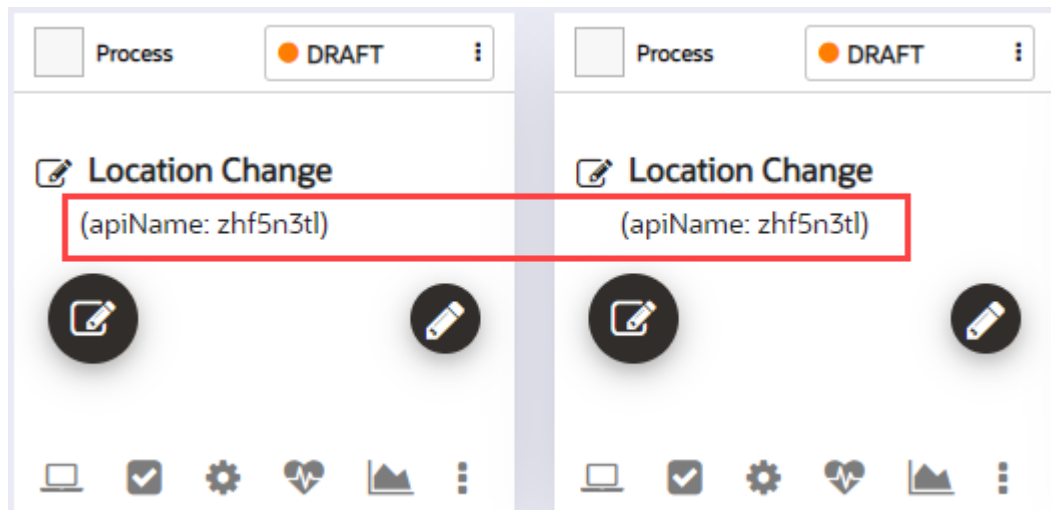 Process
DRAFT
Location Change
(apiName: zhf5n3tl)
Process
DRAFT
Location Change
(apiName: zhf5n3tl)